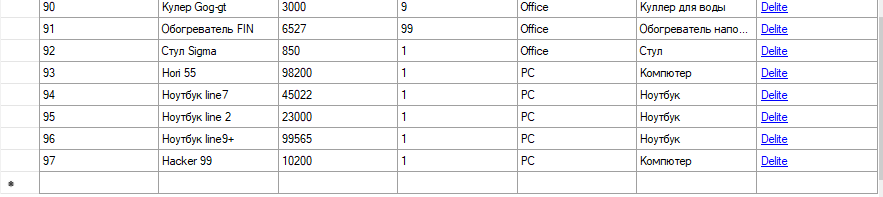 90 Кулер Gog-gt 3000 9 Office Куллер для воды Delite
91 Обогреватель FIN 6527 99 Office Обогреватель напо... Delite
92 Стул Sigma 850 1 Office Стул Delite
93 Hori 55 98200 1 PC Компютер Delite
94 Ноутбук line7 45022 1 PC Ноутбук Delite
95 Ноутбук line 2 23000 1 PC Ноутбук Delite
96 Ноутбук line9+ 99565 1 PC Ноутбук Delite
97 Hacker 99 10200 1 PC Компютер Delite
*